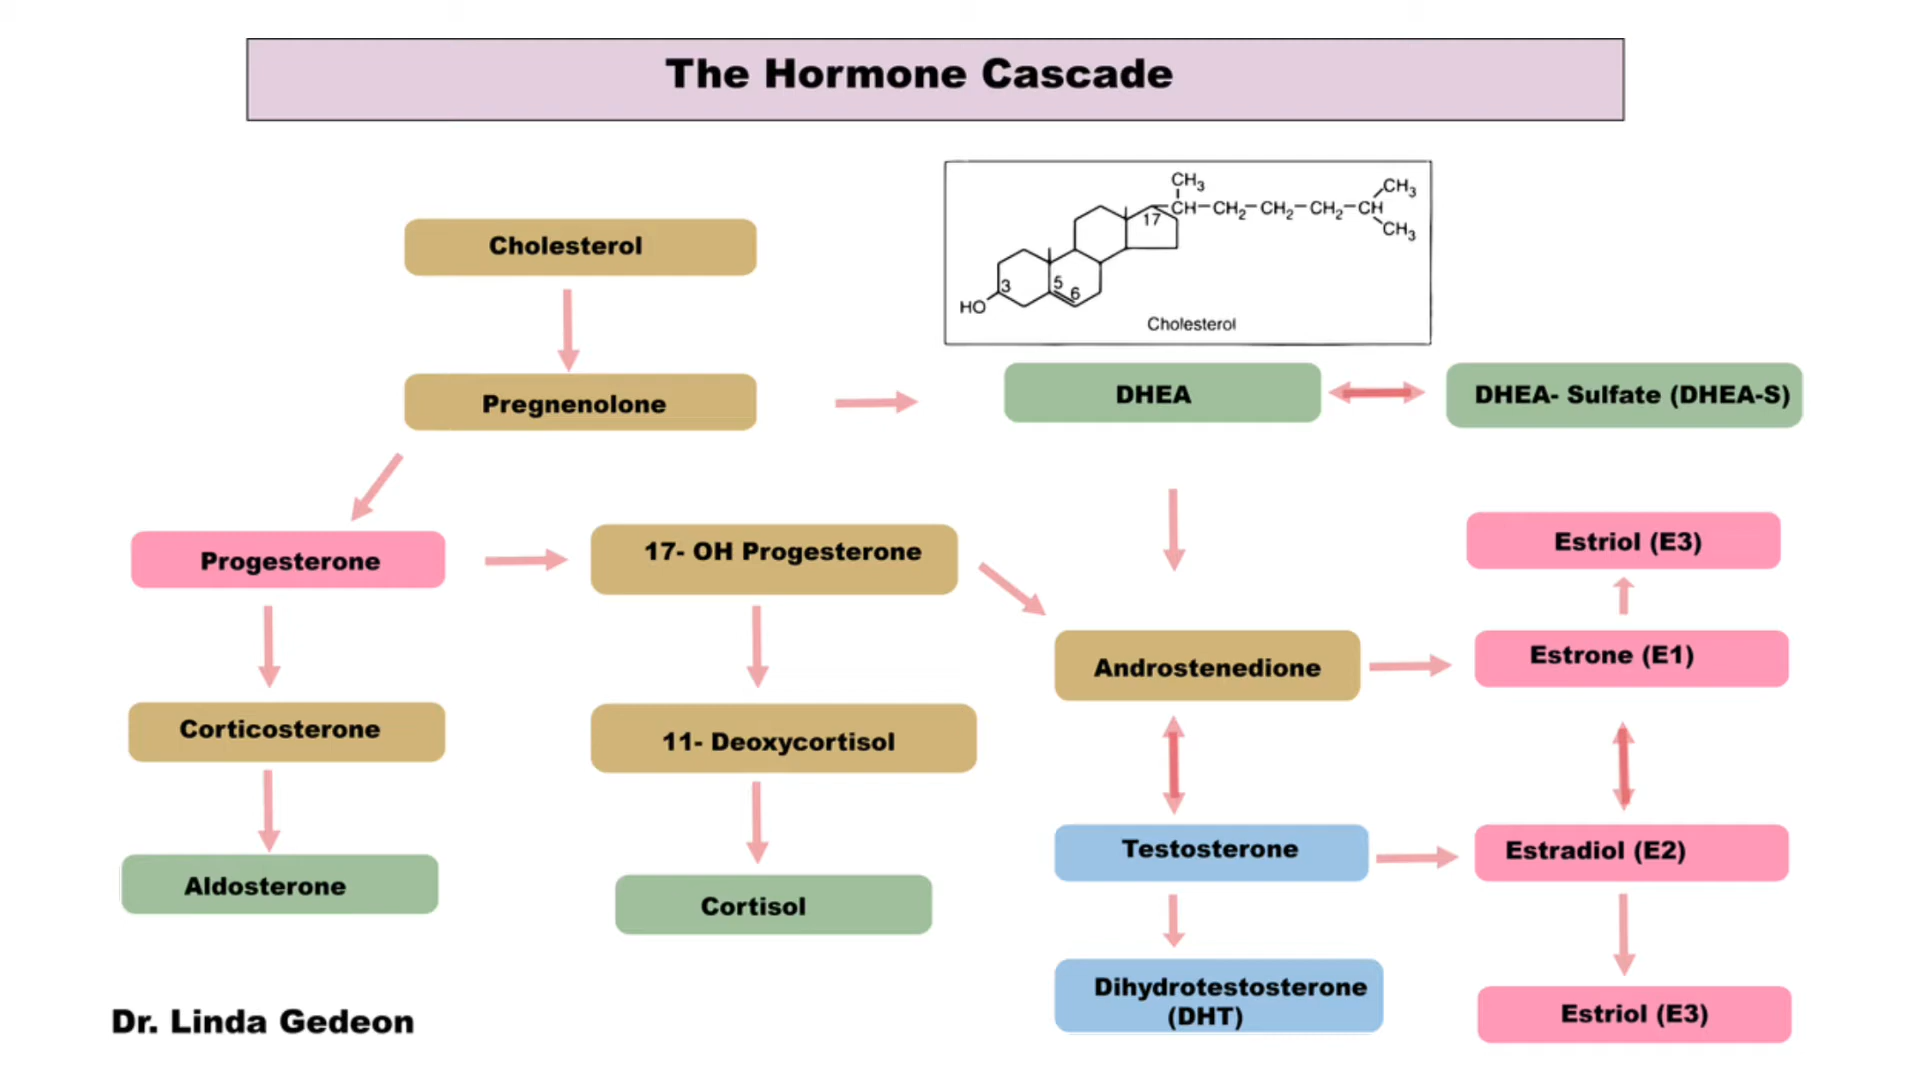 The Hormone Cascade
CH3
CH3
CH-CH2-CH2-CH2-CH
17
CH3
3
5
6
HO
Cholesterol
Cholesterol
Pregnenolone
DHEA
DHEA- Sulfate (DHEA-S)
Progesterone
17- OH Progesterone
Estriol (E3)
Androstenedione
Estrone (E1)
Corticosterone
11- Deoxycortisol
Testosterone
Estradiol (E2)
Aldosterone
Cortisol
Dihydrotestosterone
(DHT)
Estriol (E3)
Dr. Linda Gedeon